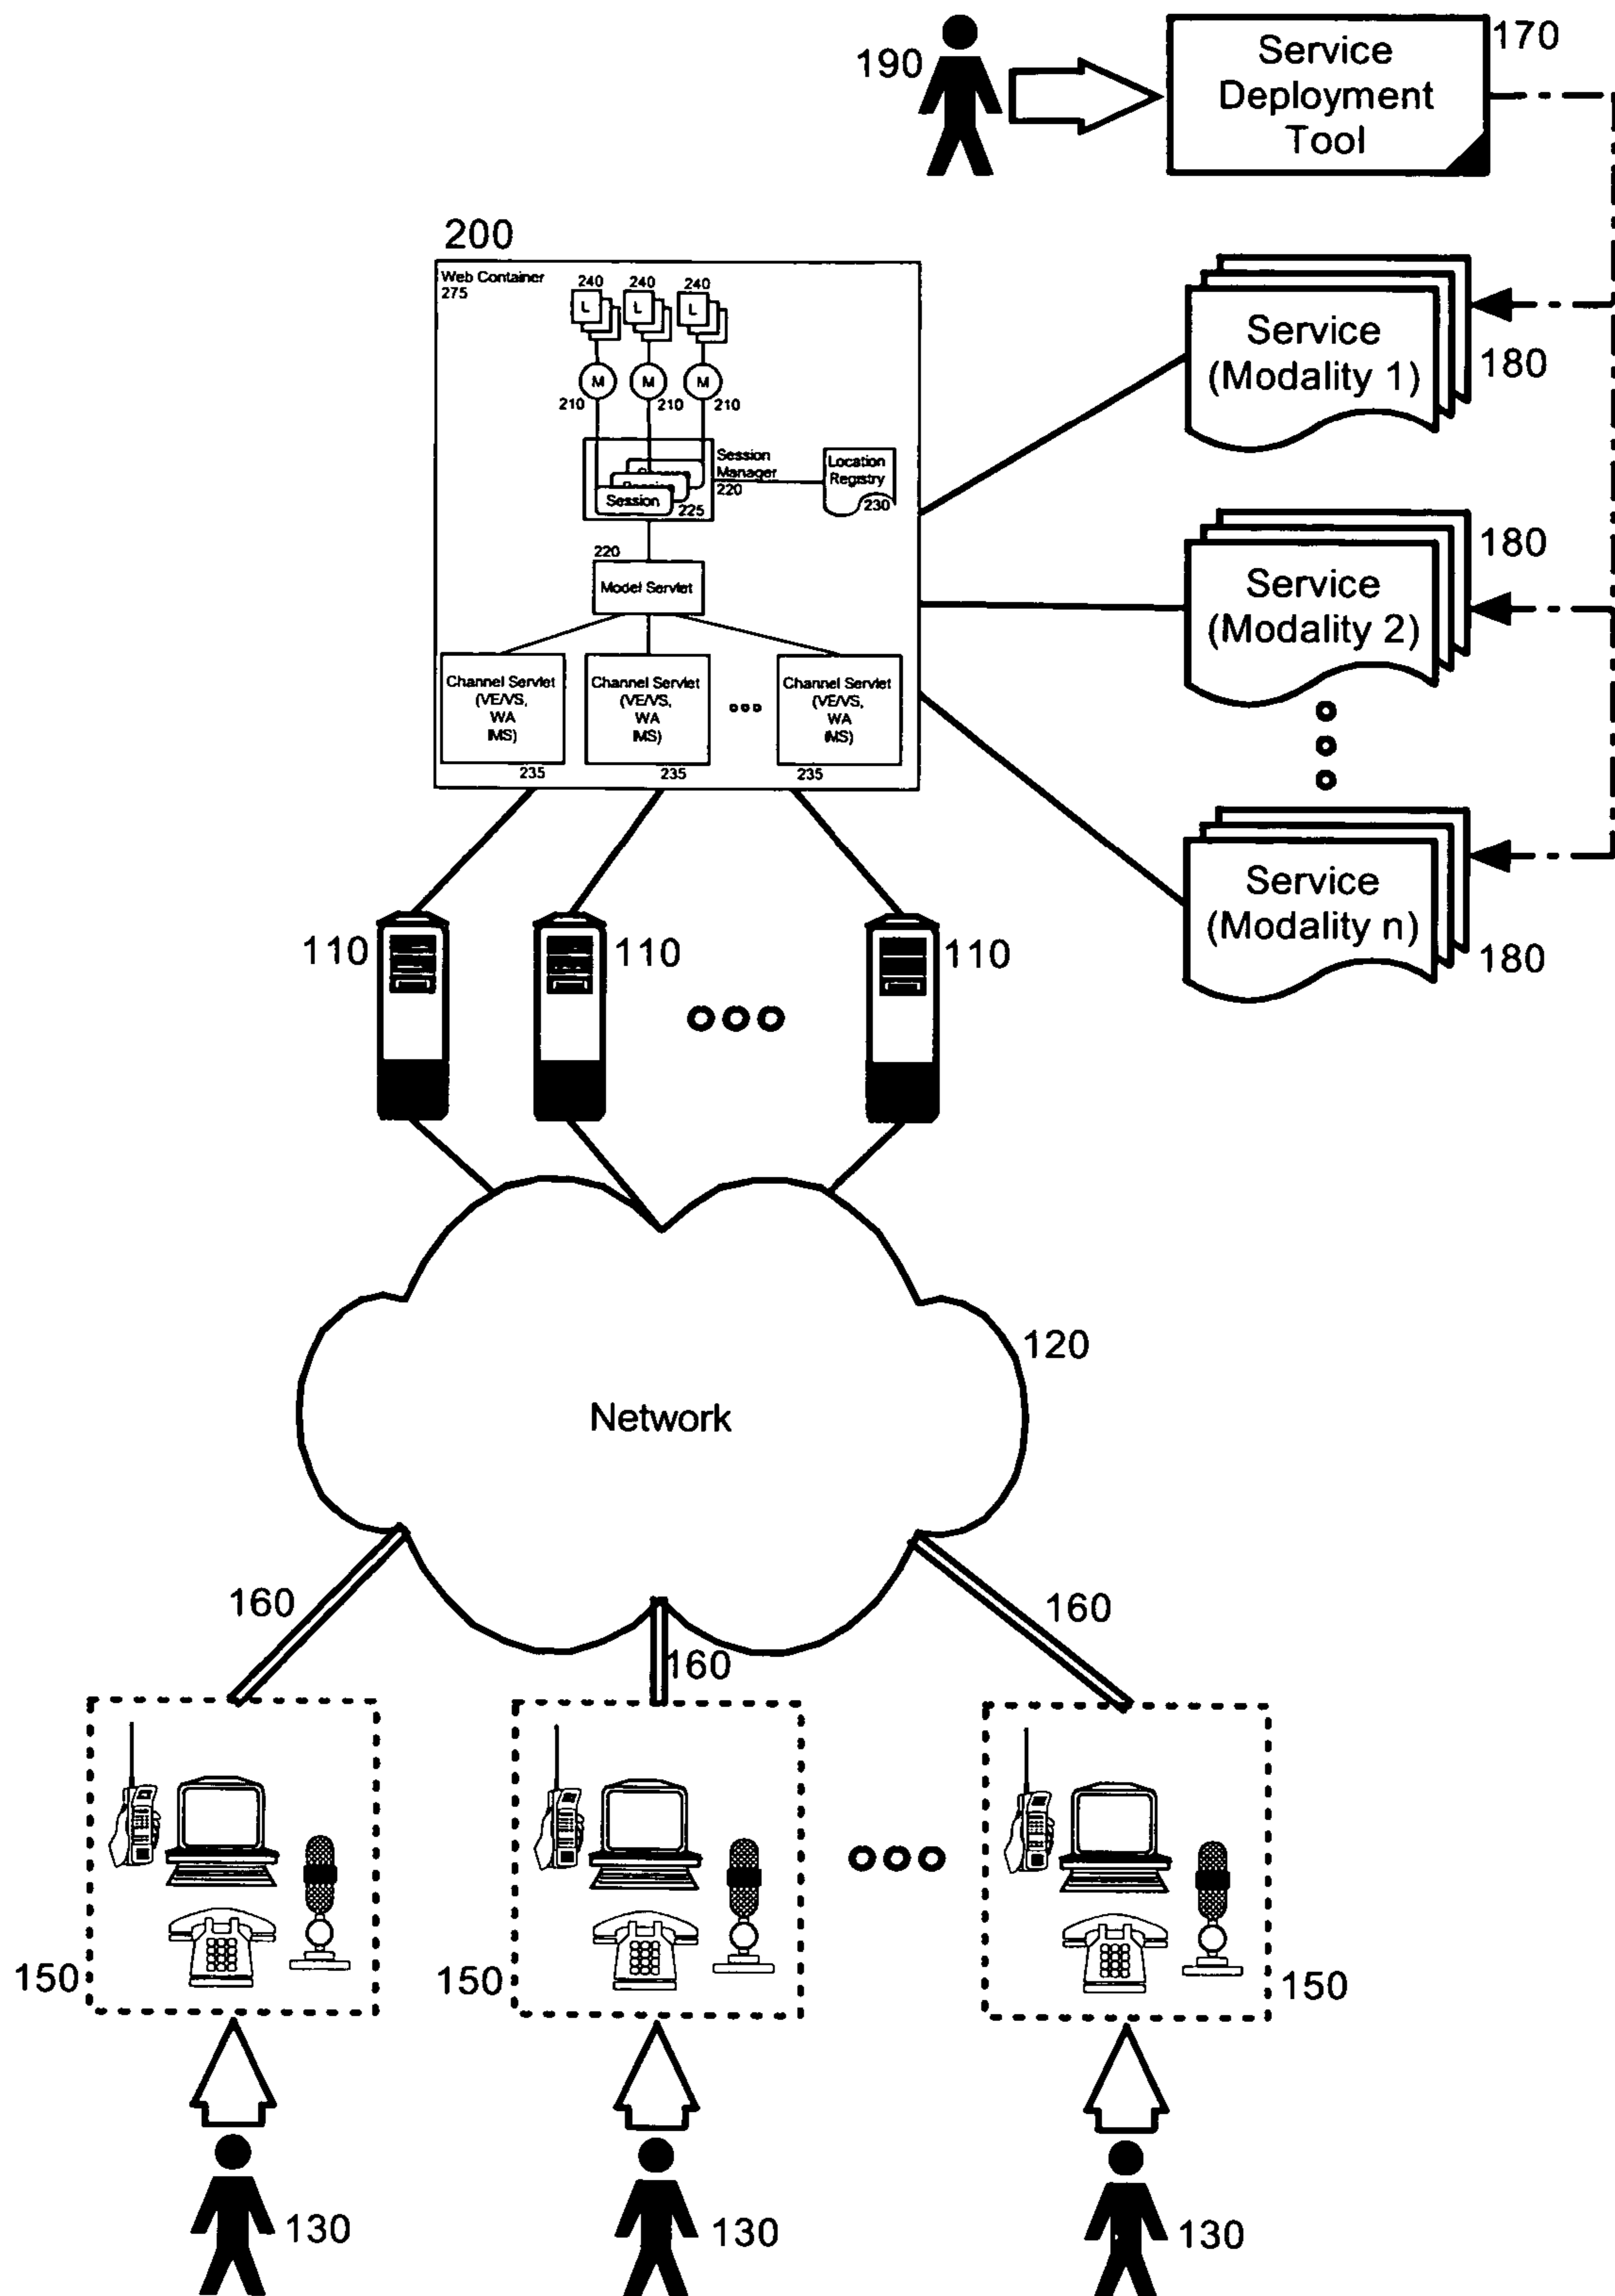 190
Service
Deployment
Tool
170
200
Web Container
275
240 240 240
L L L
M M M
210 210 210
Session
Manager
220
Session
225
Location
Registry
230
220
Model Servlet
Channel Servlet
(VE/VS,
WA
IMS)
235
Channel Servlet
(VE/VS,
WA
IMS)
235
Channel Servlet
(VE/VS,
WA
IMS)
235
Service
(Modality 1)
180
180
Service
(Modality 2)
Service
(Modality n)
180
110 110 110
120
Network
160 160 160
150 150 150
130 130 130